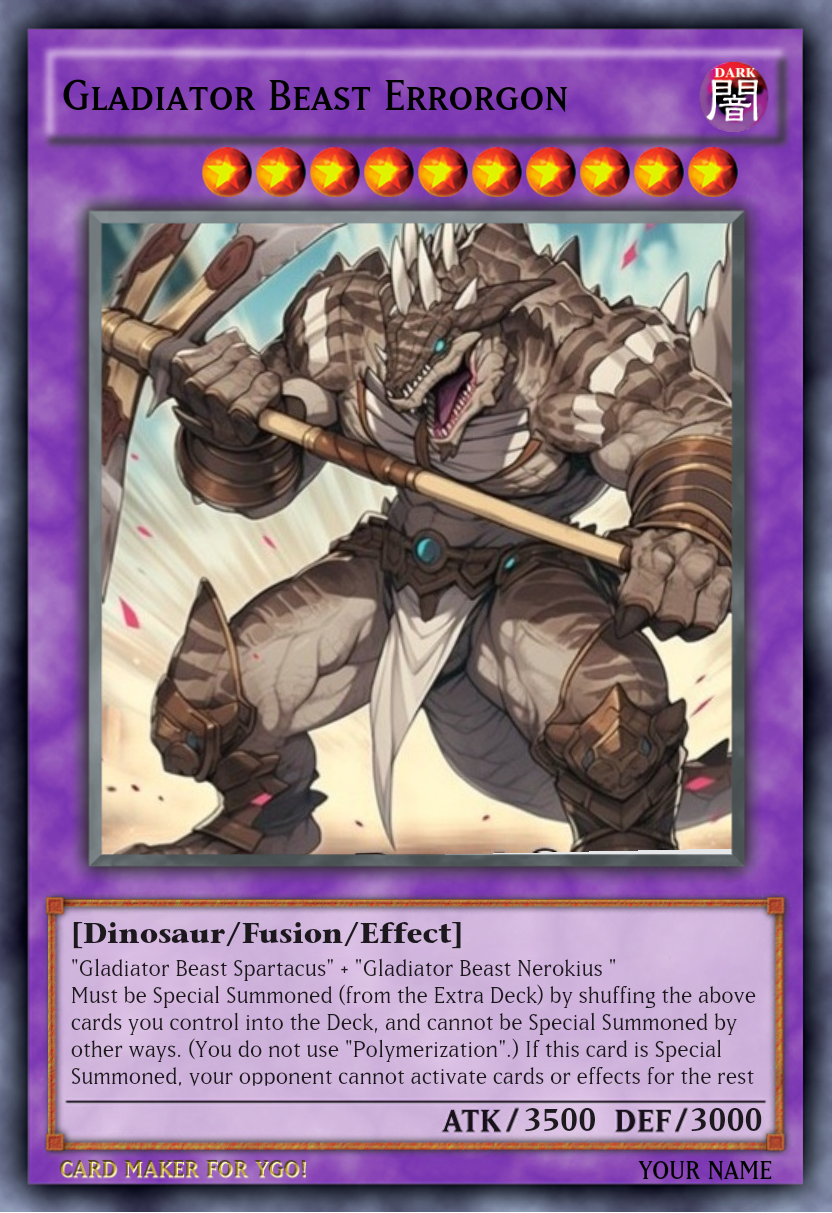 Gladiator Beast Errorgon
DARK
闇
[Dinosaur/Fusion/Effect]
"Gladiator Beast Spartacus" + "Gladiator Beast Nerokius "
Must be Special Summoned (from the Extra Deck) by shuffing the above
cards you control into the Deck, and cannot be Special Summoned by
other ways. (You do not use "Polymerization".) If this card is Special
Summoned, your opponent cannot activate cards or effects for the rest
ATK/3500 DEF/3000
CARD MAKER FOR YGO!
YOUR NAME